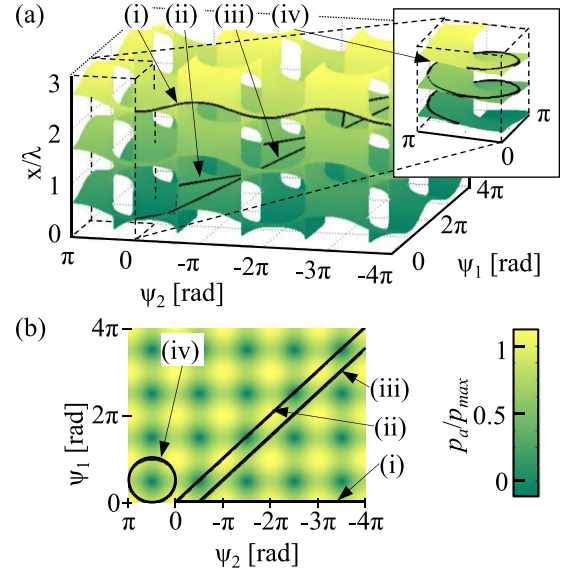 (a)
(i) (ii) (iii) (iv)
3
2
1
0
x/λ
π 0 -π -2π -3π -4π
ψ2 [rad]
0 2π 4π
ψ1 [rad]
π 0 π
(b)
4π
2π
0
ψ1 [rad]
(iv)
(iii)
(ii)
(i)
π 0 -π -2π -3π -4π
ψ2 [rad]
1
0.5
0
pa/pmax